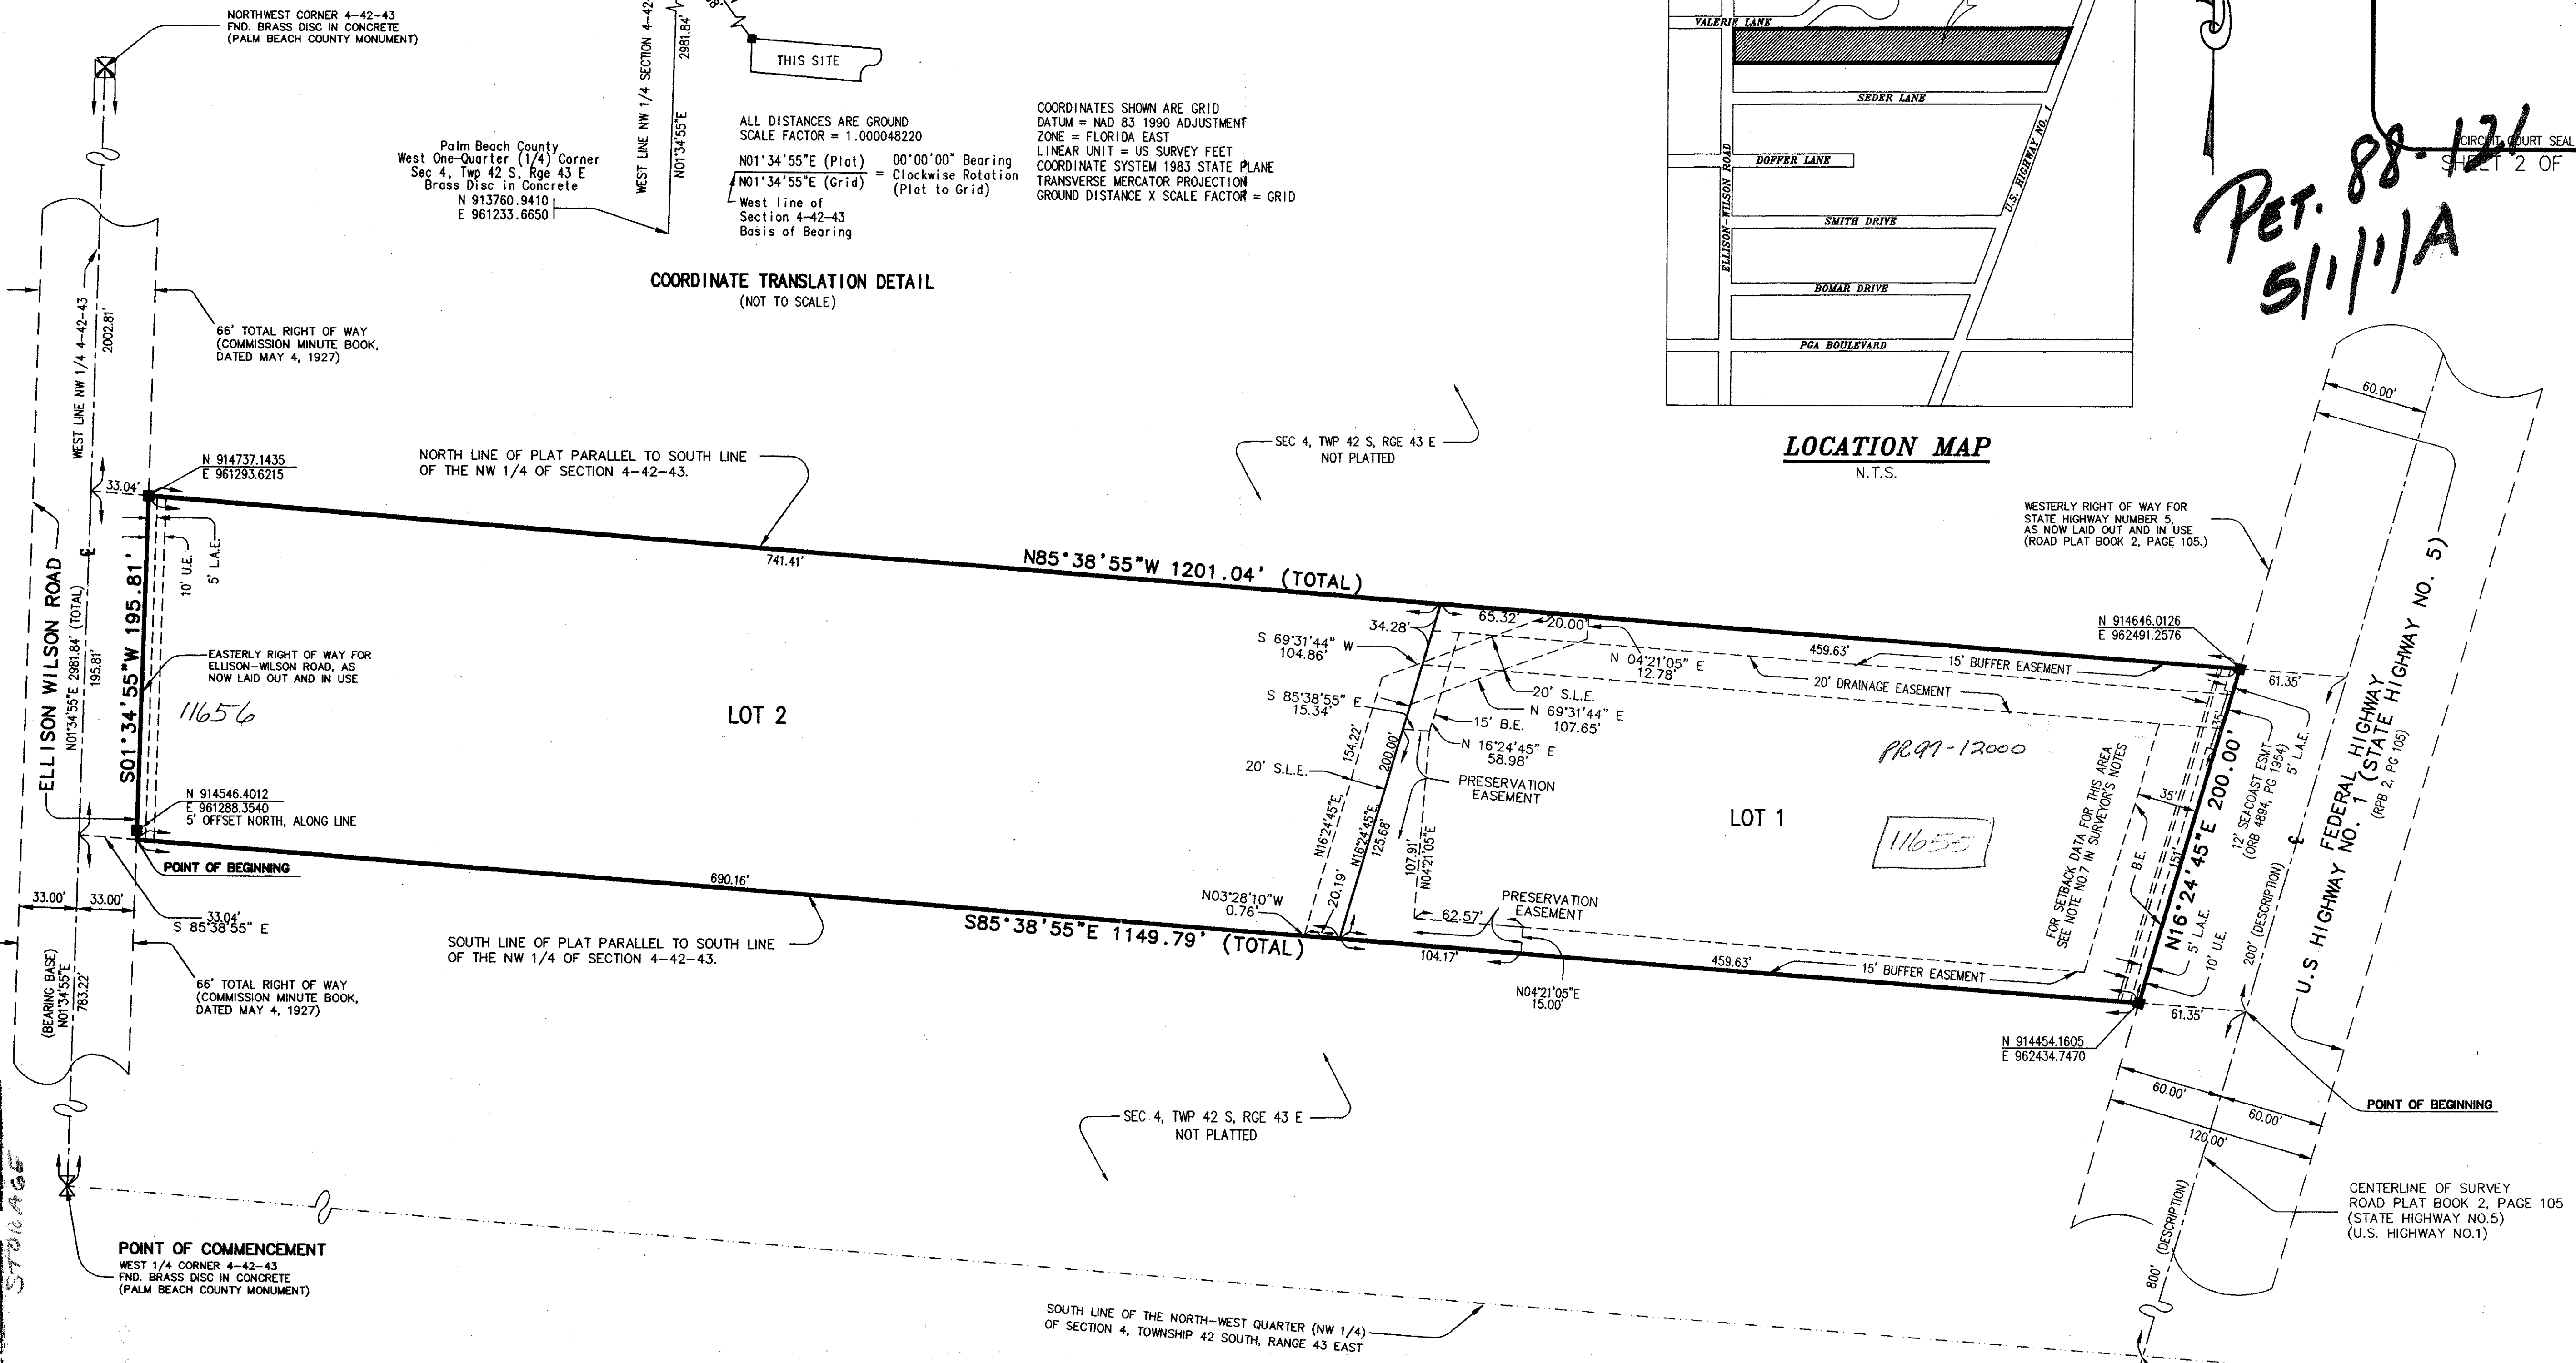 NORTHWEST CORNER 4-42-43
FND. BRASS DISC IN CONCRETE
(PALM BEACH COUNTY MONUMENT)
WEST LINE NW 1/4 SECTION 4-42-
N01°34'55"E
2981.84'
THIS SITE
Palm Beach County
West One-Quarter (1/4) Corner
Sec 4, Twp 42 S, Rge 43 E
Brass Disc in Concrete
N 913760.9410
E 961233.6650
ALL DISTANCES ARE GROUND
SCALE FACTOR = 1.000048220
N01°34'55"E (Plat)
N01°34'55"E (Grid)
= 00°00'00" Bearing
Clockwise Rotation
(Plat to Grid)
West line of
Section 4-42-43
Basis of Bearing
COORDINATES SHOWN ARE GRID
DATUM = NAD 83 1990 ADJUSTMENT
ZONE = FLORIDA EAST
LINEAR UNIT = US SURVEY FEET
COORDINATE SYSTEM 1983 STATE PLANE
TRANSVERSE MERCATOR PROJECTION
GROUND DISTANCE X SCALE FACTOR = GRID
COORDINATE TRANSLATION DETAIL
(NOT TO SCALE)
VALERIE LANE
SEDER LANE
DOFFER LANE
SMITH DRIVE
BOMAR DRIVE
PGA BOULEVARD
ELLISON-WILSON ROAD
U.S. HIGHWAY NO. 1
LOCATION MAP
N.T.S.
CIRCUIT COURT SEAL
SHEET 2 OF
PET. 88-121
5/1/1/A
WEST LINE NW 1/4 4-42-43
2002.81'
66' TOTAL RIGHT OF WAY
(COMMISSION MINUTE BOOK,
DATED MAY 4, 1927)
N 914737.1435
E 961293.6215
33.04'
NORTH LINE OF PLAT PARALLEL TO SOUTH LINE
OF THE NW 1/4 OF SECTION 4-42-43.
SEC 4, TWP 42 S, RGE 43 E
NOT PLATTED
60.00'
WESTERLY RIGHT OF WAY FOR
STATE HIGHWAY NUMBER 5,
AS NOW LAID OUT AND IN USE
(ROAD PLAT BOOK 2, PAGE 105.)
741.41'
N85°38'55"W 1201.04' (TOTAL)
ELLISON WILSON ROAD
N01°34'55"E 2981.84' (TOTAL)
195.81'
S01°34'55"W 195.81'
10' U.E.
5' L.A.E.
EASTERLY RIGHT OF WAY FOR
ELLISON-WILSON ROAD, AS
NOW LAID OUT AND IN USE
11656
LOT 2
34.28'
65.32'
20.00'
S 69°31'44" W
104.86'
N 04°21'05" E
12.78'
459.63'
15' BUFFER EASEMENT
20' DRAINAGE EASEMENT
N 914646.0126
E 962491.2576
61.35'
S 85°38'55" E
15.34'
20' S.L.E.
N 69°31'44" E
107.65'
15' B.E.
N 16°24'45" E
58.98'
154.22'
200.00'
20' S.L.E.
PRESERVATION
EASEMENT
N16°24'45"E
N16°24'45"E
125.68'
107.91'
N04°21'05"E
PR97-12000
LOT 1
11655
FOR SETBACK DATA FOR THIS AREA
SEE NOTE NO.7 IN SURVEYOR'S NOTES
35'
35'
B.E.
151'
N16°24'45"E 200.00'
12' SEACOAST ESMT
(ORB 4894, PG 1954)
5' L.A.E.
5' L.A.E.
10' U.E.
200' (DESCRIPTION)
FEDERAL HIGHWAY
U.S HIGHWAY NO. 1 (STATE HIGHWAY NO. 5)
(RPB 2, PG 105)
N 914546.4012
E 961288.3540
5' OFFSET NORTH, ALONG LINE
POINT OF BEGINNING
33.00'
33.00'
33.04'
S 85°38'55" E
690.16'
N03°28'10"W
0.76'
20.19'
S85°38'55"E 1149.79' (TOTAL)
62.57'
PRESERVATION
EASEMENT
104.17'
459.63'
15' BUFFER EASEMENT
N04°21'05"E
15.00'
SOUTH LINE OF PLAT PARALLEL TO SOUTH LINE
OF THE NW 1/4 OF SECTION 4-42-43.
(BEARING BASE)
N01°34'55"E
783.22'
66' TOTAL RIGHT OF WAY
(COMMISSION MINUTE BOOK,
DATED MAY 4, 1927)
61.35'
N 914454.1605
E 962434.7470
60.00'
60.00'
120.00'
POINT OF BEGINNING
SEC 4, TWP 42 S, RGE 43 E
NOT PLATTED
CENTERLINE OF SURVEY
ROAD PLAT BOOK 2, PAGE 105
(STATE HIGHWAY NO.5)
(U.S. HIGHWAY NO.1)
800' (DESCRIPTION)
STORAGE
POINT OF COMMENCEMENT
WEST 1/4 CORNER 4-42-43
FND. BRASS DISC IN CONCRETE
(PALM BEACH COUNTY MONUMENT)
SOUTH LINE OF THE NORTH-WEST QUARTER (NW 1/4)
OF SECTION 4, TOWNSHIP 42 SOUTH, RANGE 43 EAST